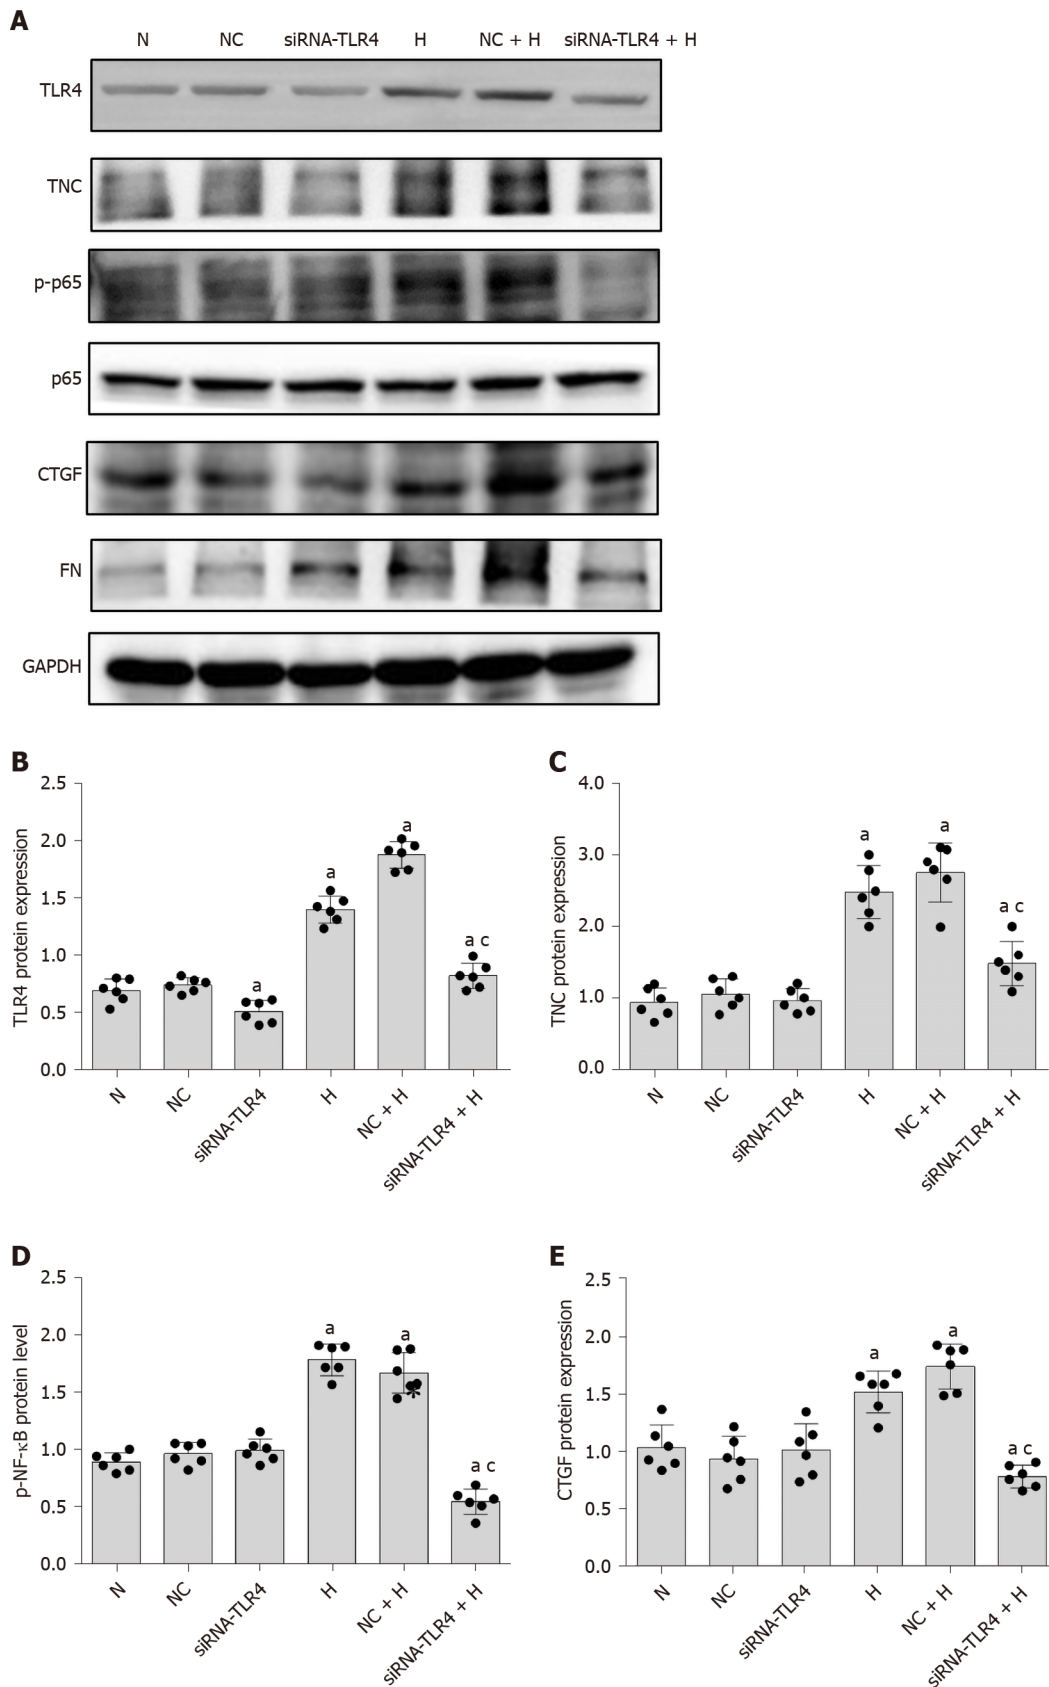 A
N NC siRNA-TLR4 H NC + H siRNA-TLR4 + H
TLR4
TNC
p-p65
p65
CTGF
FN
GAPDH
B
TLR4 protein expression
2.5
2.0
1.5
1.0
0.5
0.0
a
a
a
a c
N
NC
siRNA-TLR4
H
NC + H
siRNA-TLR4 + H
C
TNC protein expression
4.0
3.0
2.0
1.0
0.0
a
a
a c
N
NC
siRNA-TLR4
H
NC + H
siRNA-TLR4 + H
D
p-NF-κB protein level
2.5
2.0
1.5
1.0
0.5
0.0
a
a
a c
N
NC
siRNA-TLR4
H
NC + H
siRNA-TLR4 + H
E
CTGF protein expression
2.5
2.0
1.5
1.0
0.5
0.0
a
a
a c
N
NC
siRNA-TLR4
H
NC + H
siRNA-TLR4 + H